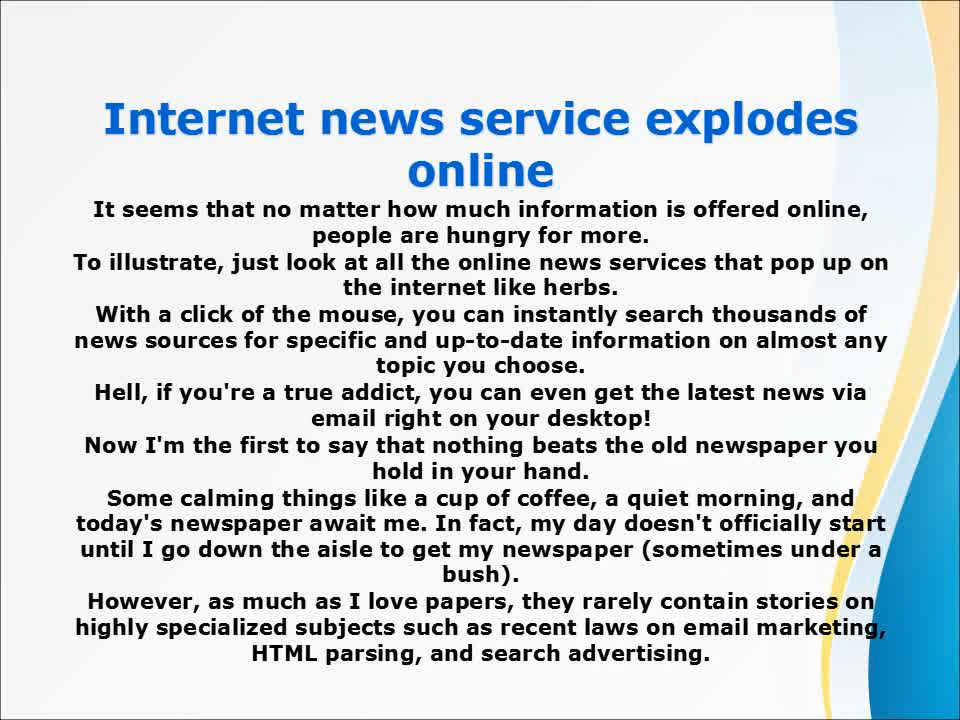 Internet news service explodes
online
It seems that no matter how much information is offered online,
people are hungry for more.
To illustrate, just look at all the online news services that pop up on
the internet like herbs.
With a click of the mouse, you can instantly search thousands of
news sources for specific and up-to-date information on almost any
topic you choose.
Hell, if you're a true addict, you can even get the latest news via
email right on your desktop!
Now I'm the first to say that nothing beats the old newspaper you
hold in your hand.
Some calming things like a cup of coffee, a quiet morning, and
today's newspaper await me. In fact, my day doesn't officially start
until I go down the aisle to get my newspaper (sometimes under a
bush).
However, as much as I love papers, they rarely contain stories on
highly specialized subjects such as recent laws on email marketing,
HTML parsing, and search advertising.